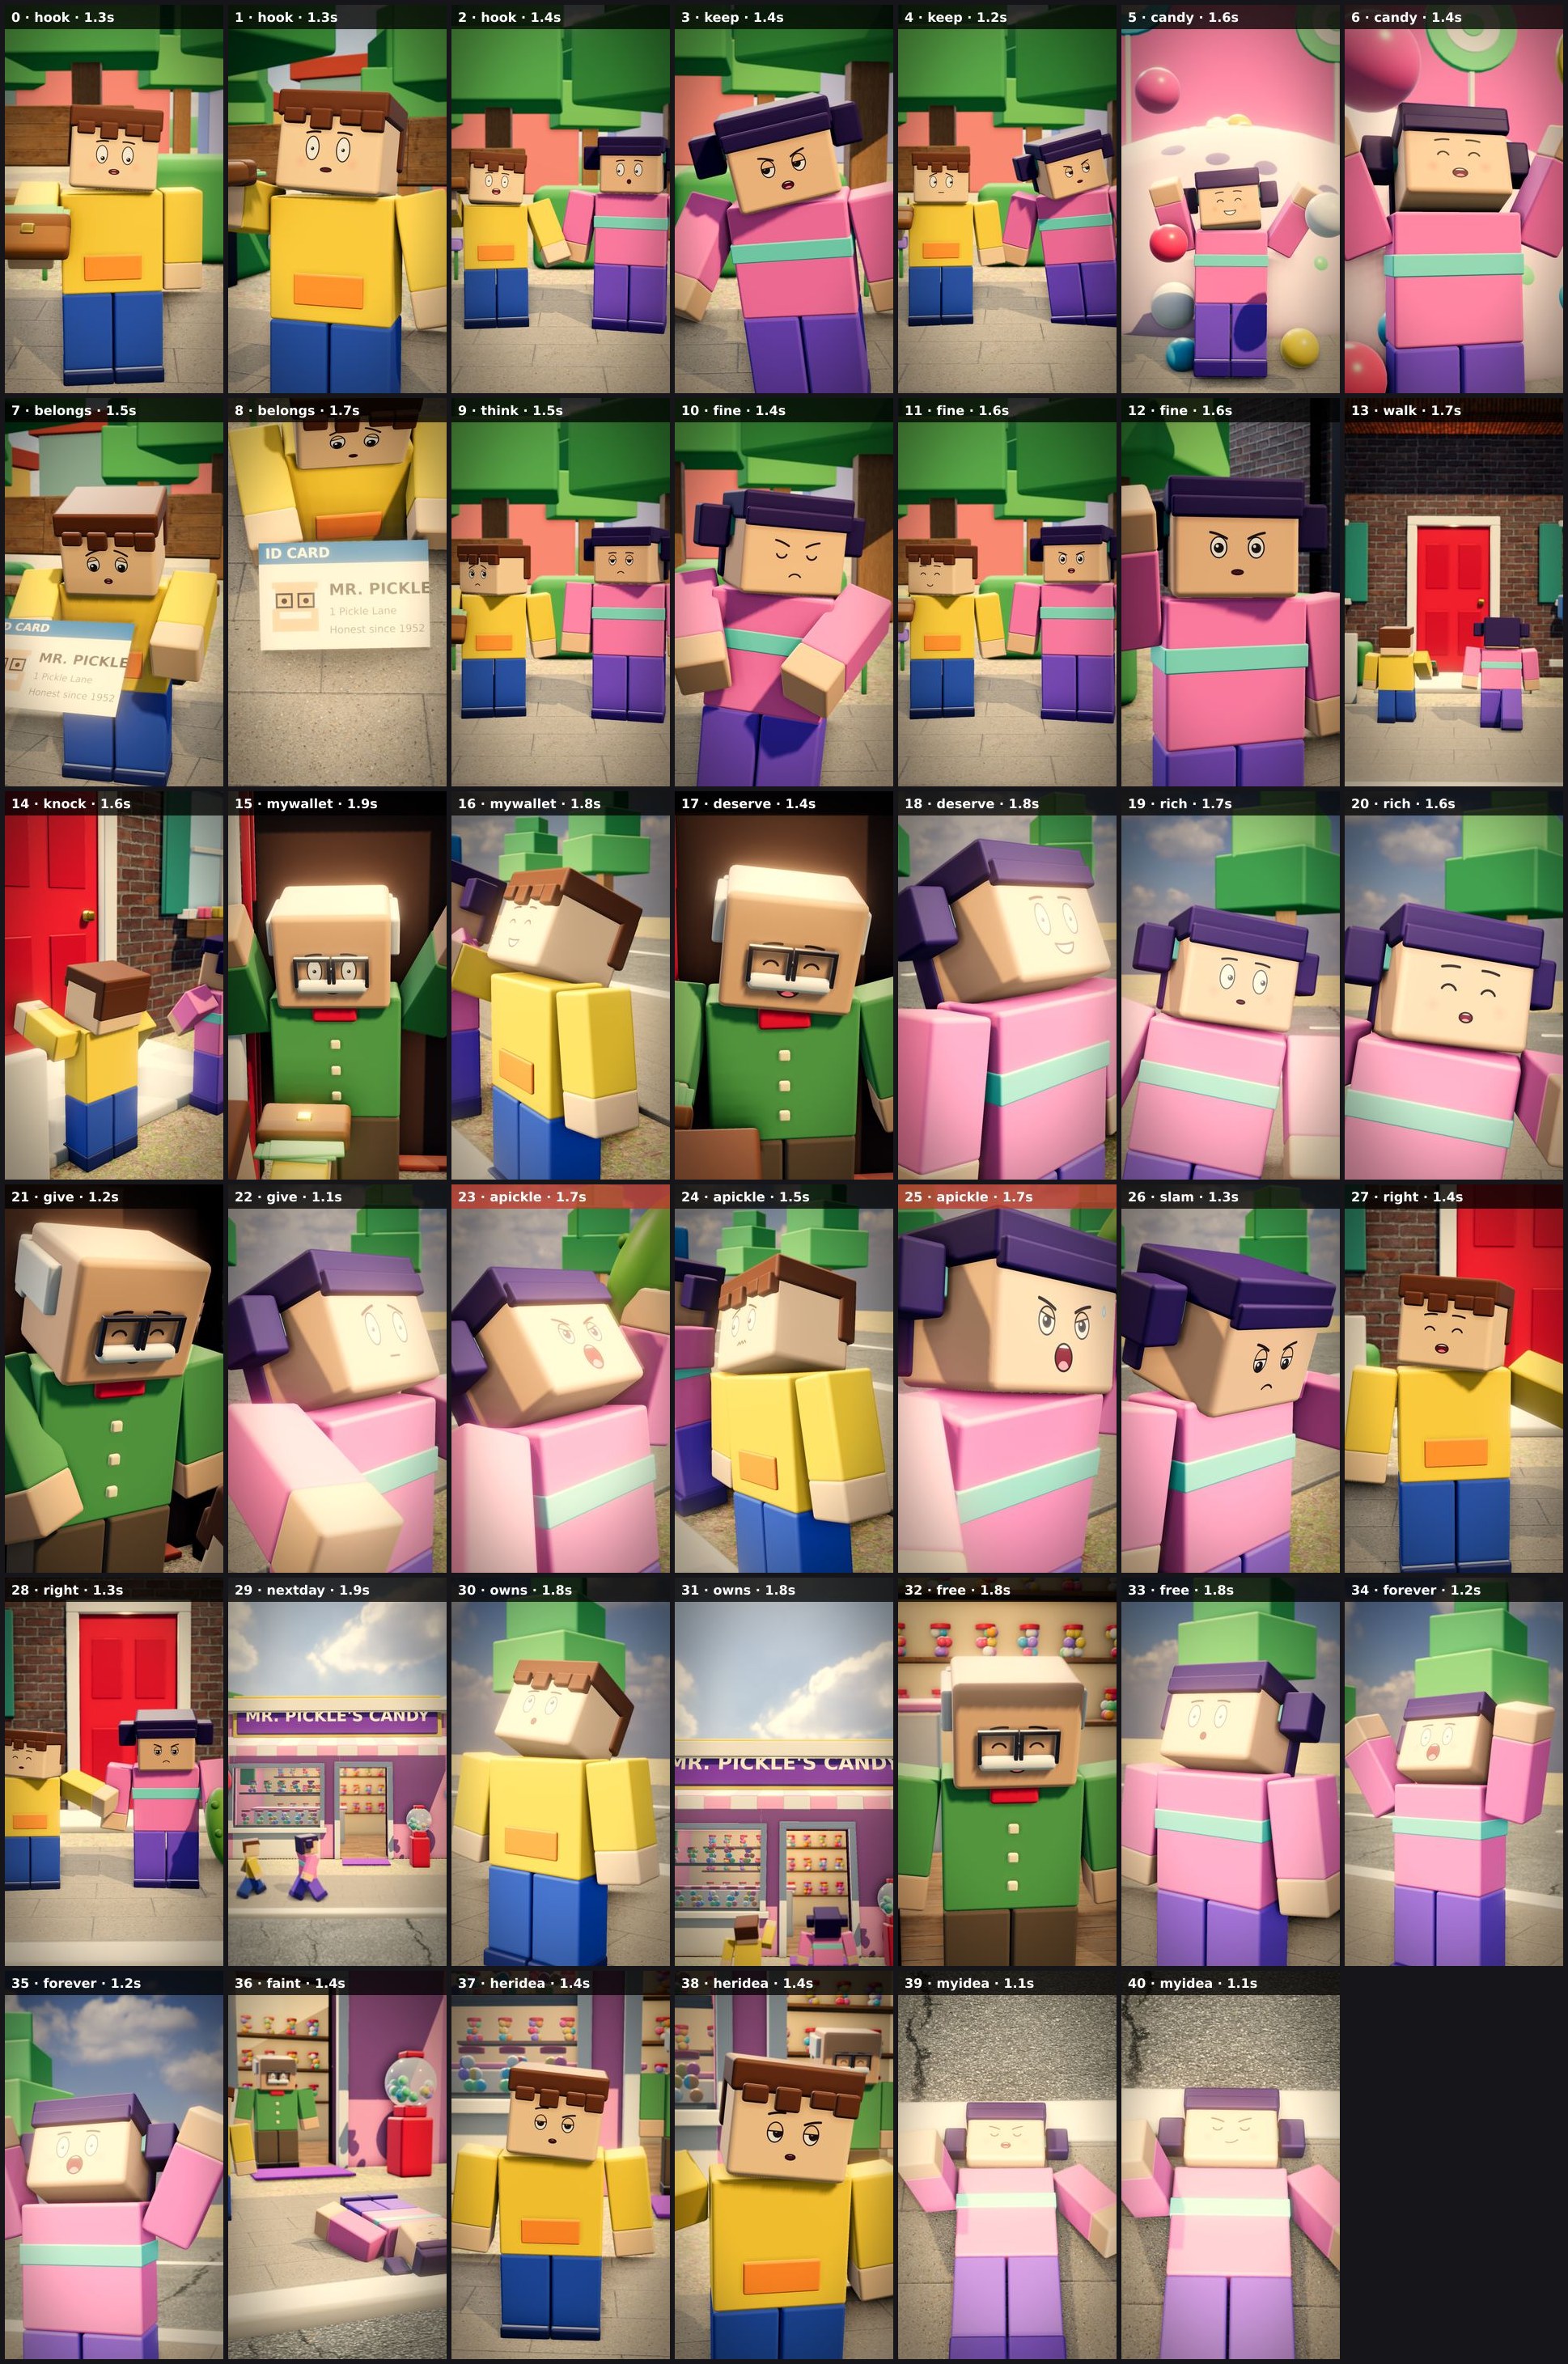 0 · hook · 1.3s
1 · hook · 1.3s
2 · hook · 1.4s
3 · keep · 1.4s
4 · keep · 1.2s
5 · candy · 1.6s
6 · candy · 1.4s
7 · belongs · 1.5s
D CARD
MR. PICKLE
1 Pickle Lane
Honest since 1952
8 · belongs · 1.7s
ID CARD
MR. PICKLE
1 Pickle Lane
Honest since 1952
9 · think · 1.5s
10 · fine · 1.4s
11 · fine · 1.6s
12 · fine · 1.6s
13 · walk · 1.7s
14 · knock · 1.6s
15 · mywallet · 1.9s
16 · mywallet · 1.8s
17 · deserve · 1.4s
18 · deserve · 1.8s
19 · rich · 1.7s
20 · rich · 1.6s
21 · give · 1.2s
22 · give · 1.1s
23 · apickle · 1.7s
24 · apickle · 1.5s
25 · apickle · 1.7s
26 · slam · 1.3s
27 · right · 1.4s
28 · right · 1.3s
29 · nextday · 1.9s
MR. PICKLE'S CANDY
30 · owns · 1.8s
31 · owns · 1.8s
MR. PICKLE'S CANDY
32 · free · 1.8s
33 · free · 1.8s
34 · forever · 1.2s
35 · forever · 1.2s
36 · faint · 1.4s
37 · heridea · 1.4s
38 · heridea · 1.4s
39 · myidea · 1.1s
40 · myidea · 1.1s